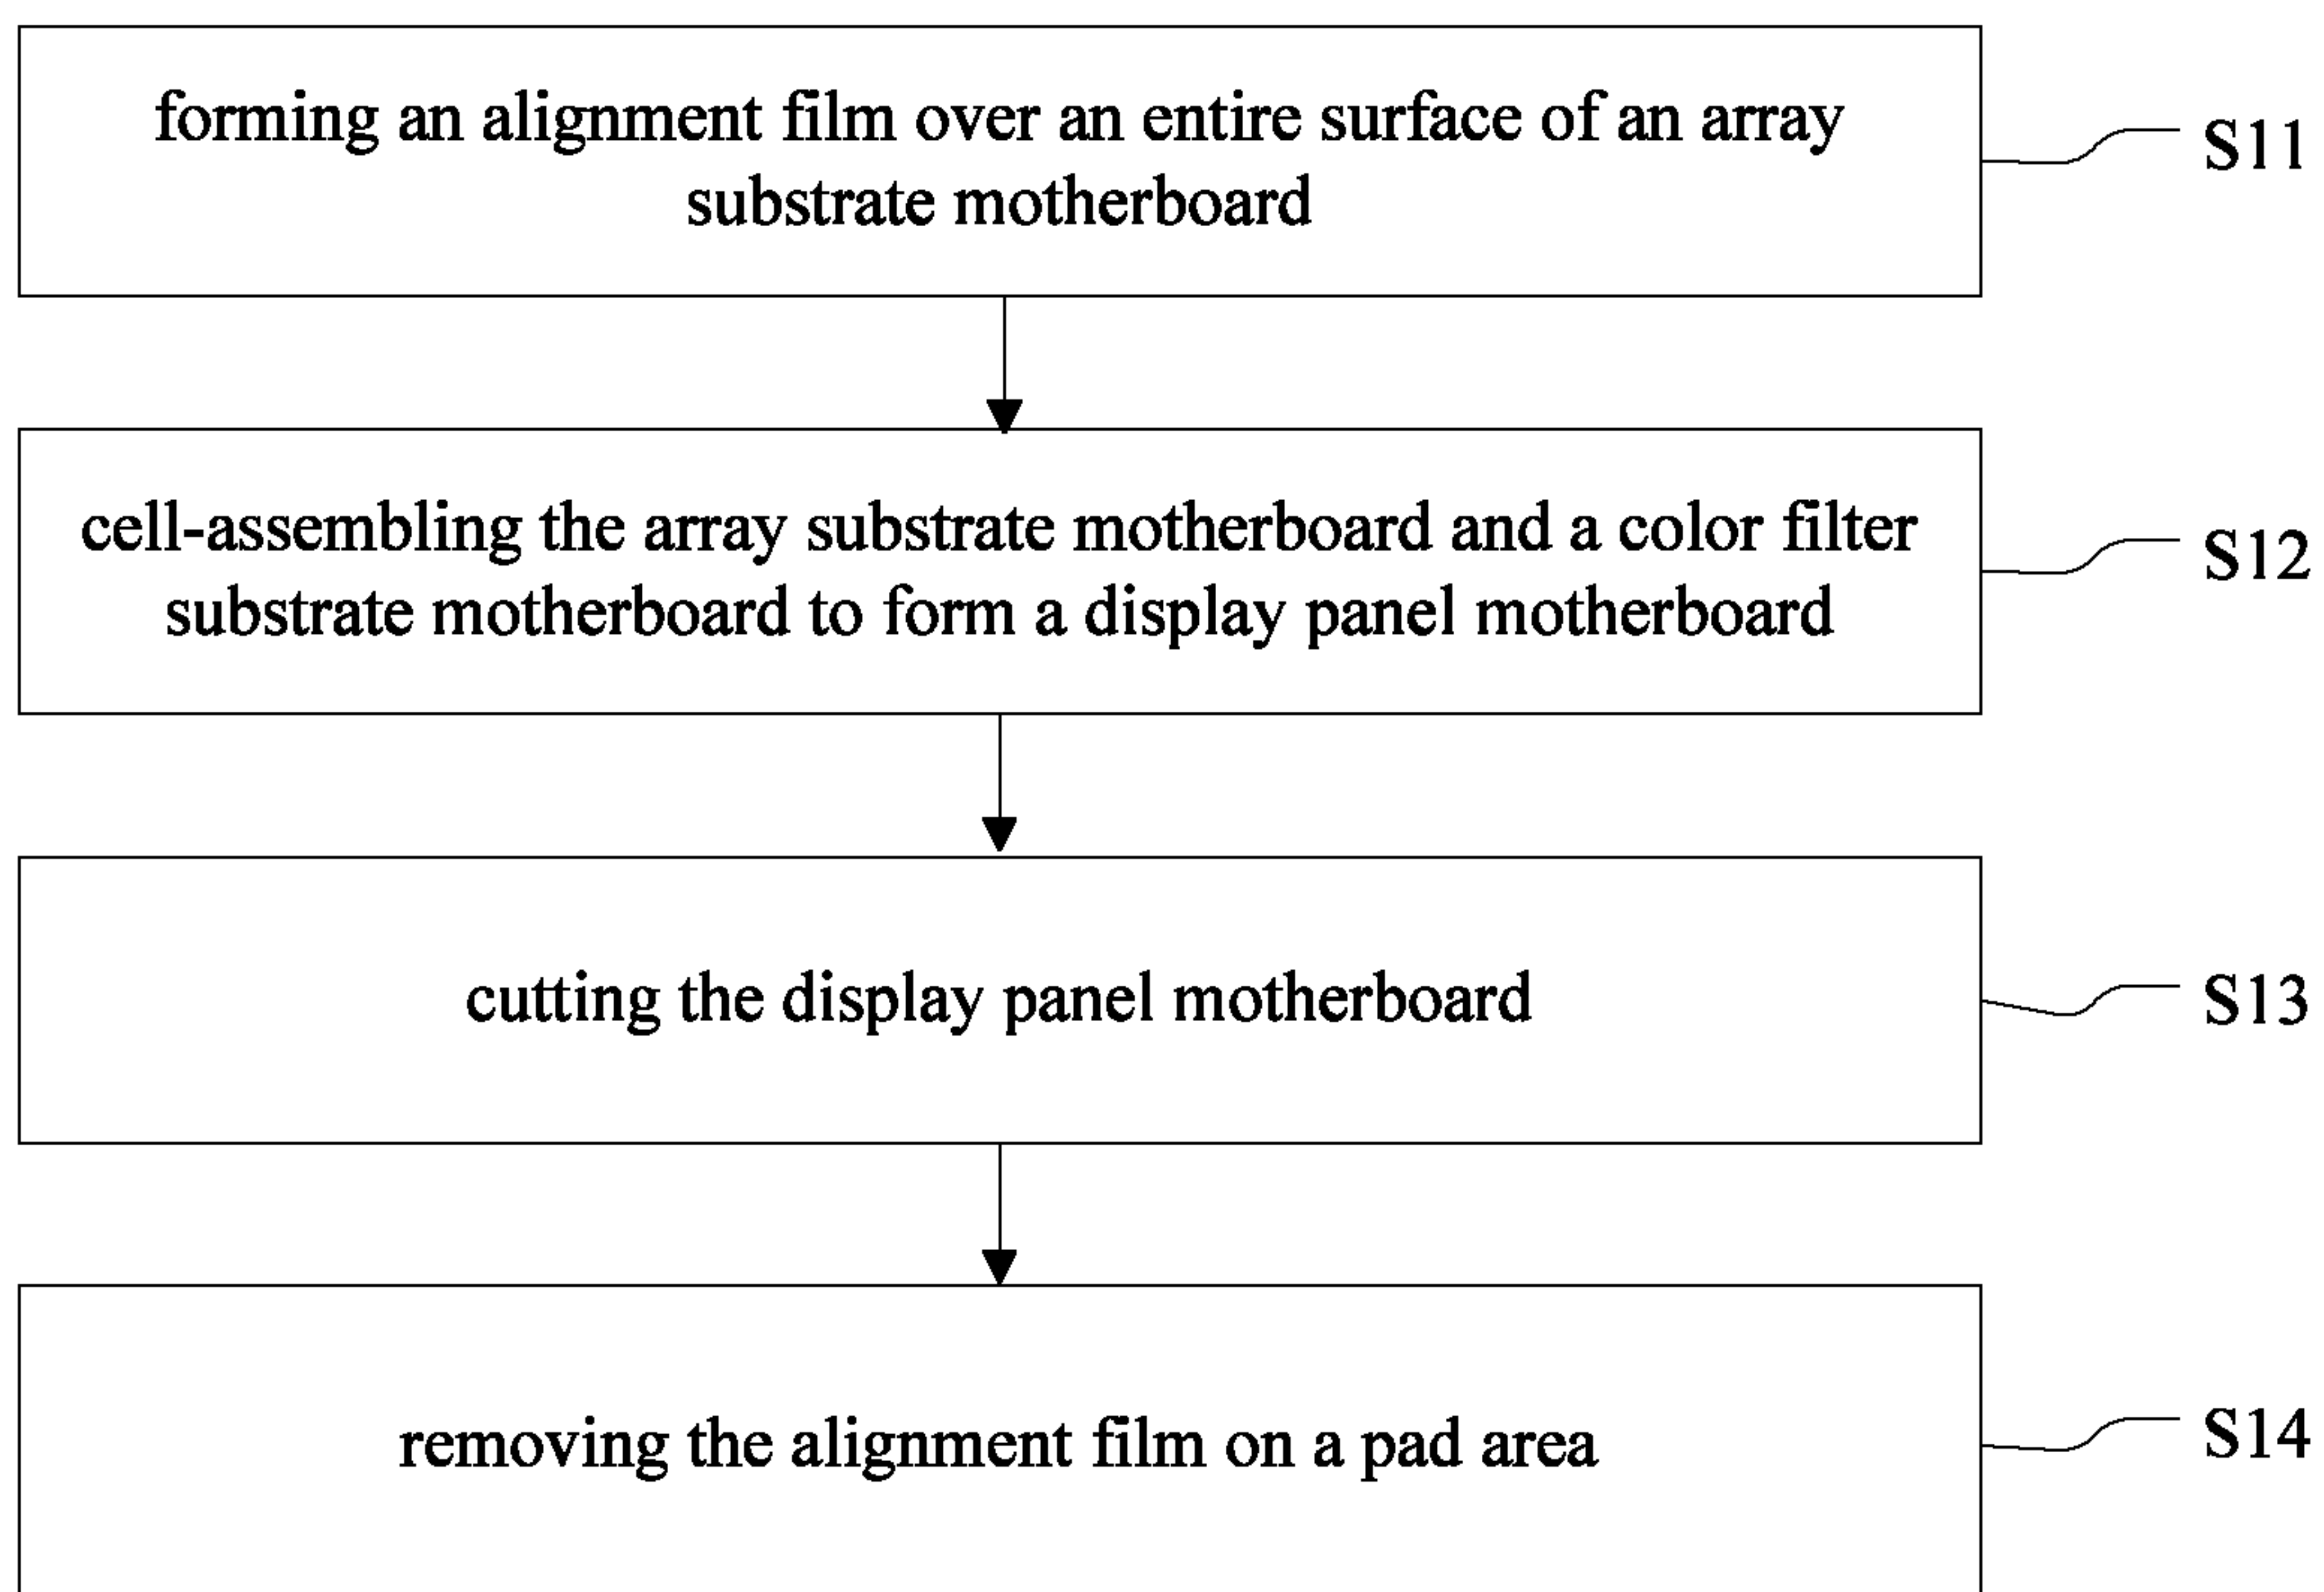 forming an alignment film over an entire surface of an array
substrate motherboard
S11
cell-assembling the array substrate motherboard and a color filter
substrate motherboard to form a display panel motherboard
S12
cutting the display panel motherboard
S13
removing the alignment film on a pad area
S14